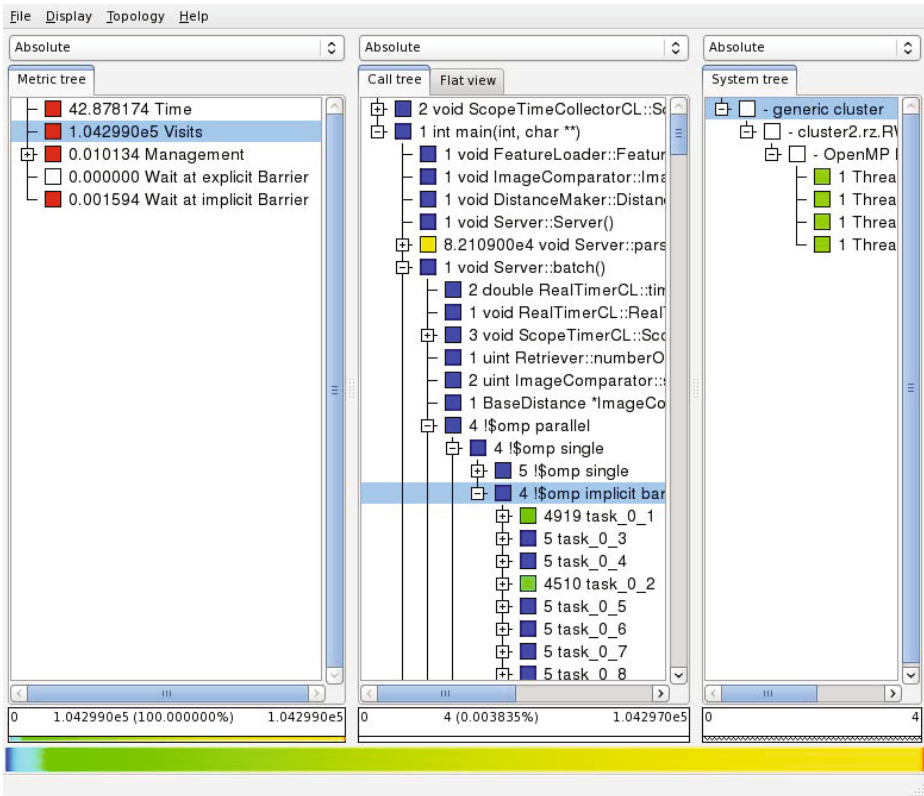 File Display Topology Help
Absolute
Absolute
Absolute
Metric tree
Call tree
Flat view
System tree
42.878174 Time
1.042990e5 Visits
0.010134 Management
0.000000 Wait at explicit Barrier
0.001594 Wait at implicit Barrier
2 void ScopeTimeCollectorCL::Sc
1 int main(int, char **)
1 void FeatureLoader::Featur
1 void ImageComparator::Ima
1 void DistanceMaker::Distan
1 void Server::Server()
8.210900e4 void Server::pars
1 void Server::batch()
2 double RealTimerCL::tim
1 void RealTimerCL::Real
3 void ScopeTimerCL::Sco
1 uint Retriever::numberO
2 uint ImageComparator::
1 BaseDistance *ImageCo
4 !$omp parallel
4 !$omp single
5 !$omp single
4 !$omp implicit bar
4919 task_0_1
5 task_0_3
5 task_0_4
4510 task_0_2
5 task_0_5
5 task_0_6
5 task_0_7
5 task_0_8
- generic cluster
- cluster2.rz.RW
- OpenMP
1 Threa
1 Threa
1 Threa
1 Threa
0 1.042990e5 (100.000000%) 1.042990e5
0 4 (0.003835%) 1.042970e5
0 4